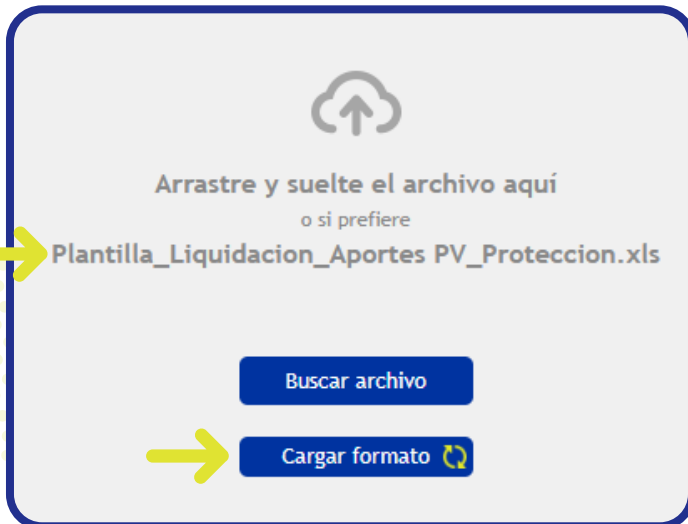 Arrastre y suelte el archivo aquí
o si prefiere
Plantilla_Liquidacion_Aportes PV_Proteccion.xls
Buscar archivo
Cargar formato